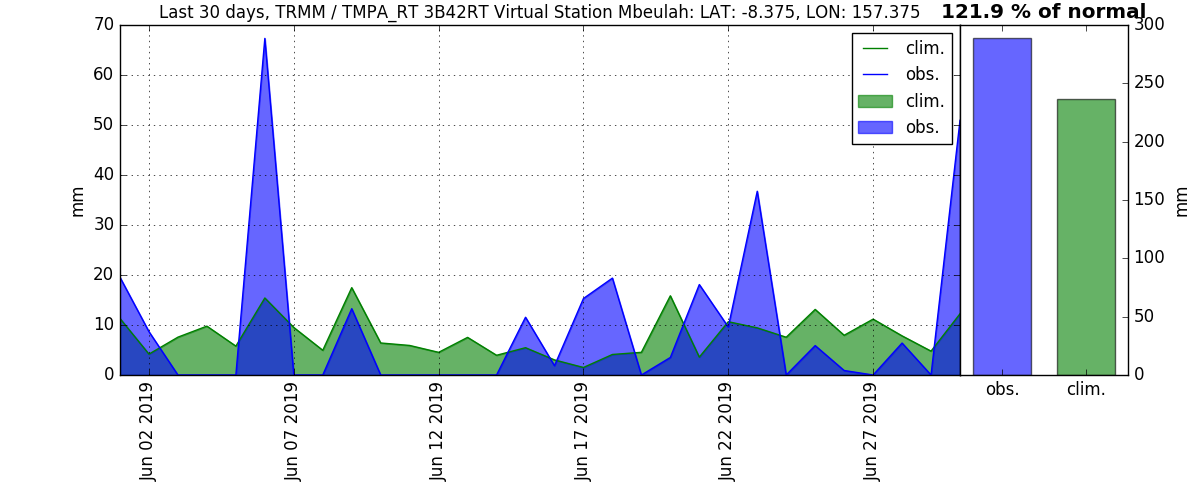 Last 30 days, TRMM / TMPA_RT 3B42RT Virtual Station Mbeulah: LAT: -8.375, LON: 157.375
121.9 % of normal
70
60
50
40
30
20
10
0
mm
clim.
obs.
clim.
obs.
Jun 02 2019
Jun 07 2019
Jun 12 2019
Jun 17 2019
Jun 22 2019
Jun 27 2019
300
250
200
150
100
50
0
mm
obs.
clim.